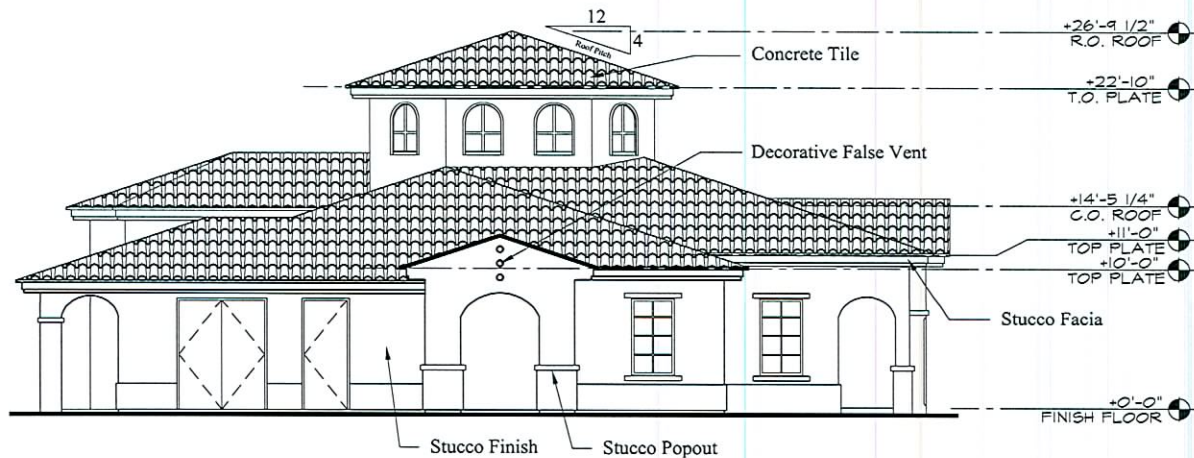 12
4
Roof Pitch
Concrete Tile
+26'-9 1/2"
R.O. ROOF
+22'-10"
T.O. PLATE
Decorative False Vent
+14'-5 1/4"
C.O. ROOF
+11'-0"
TOP PLATE
+10'-0"
TOP PLATE
Stucco Facia
+0'-0"
FINISH FLOOR
Stucco Finish
Stucco Popout